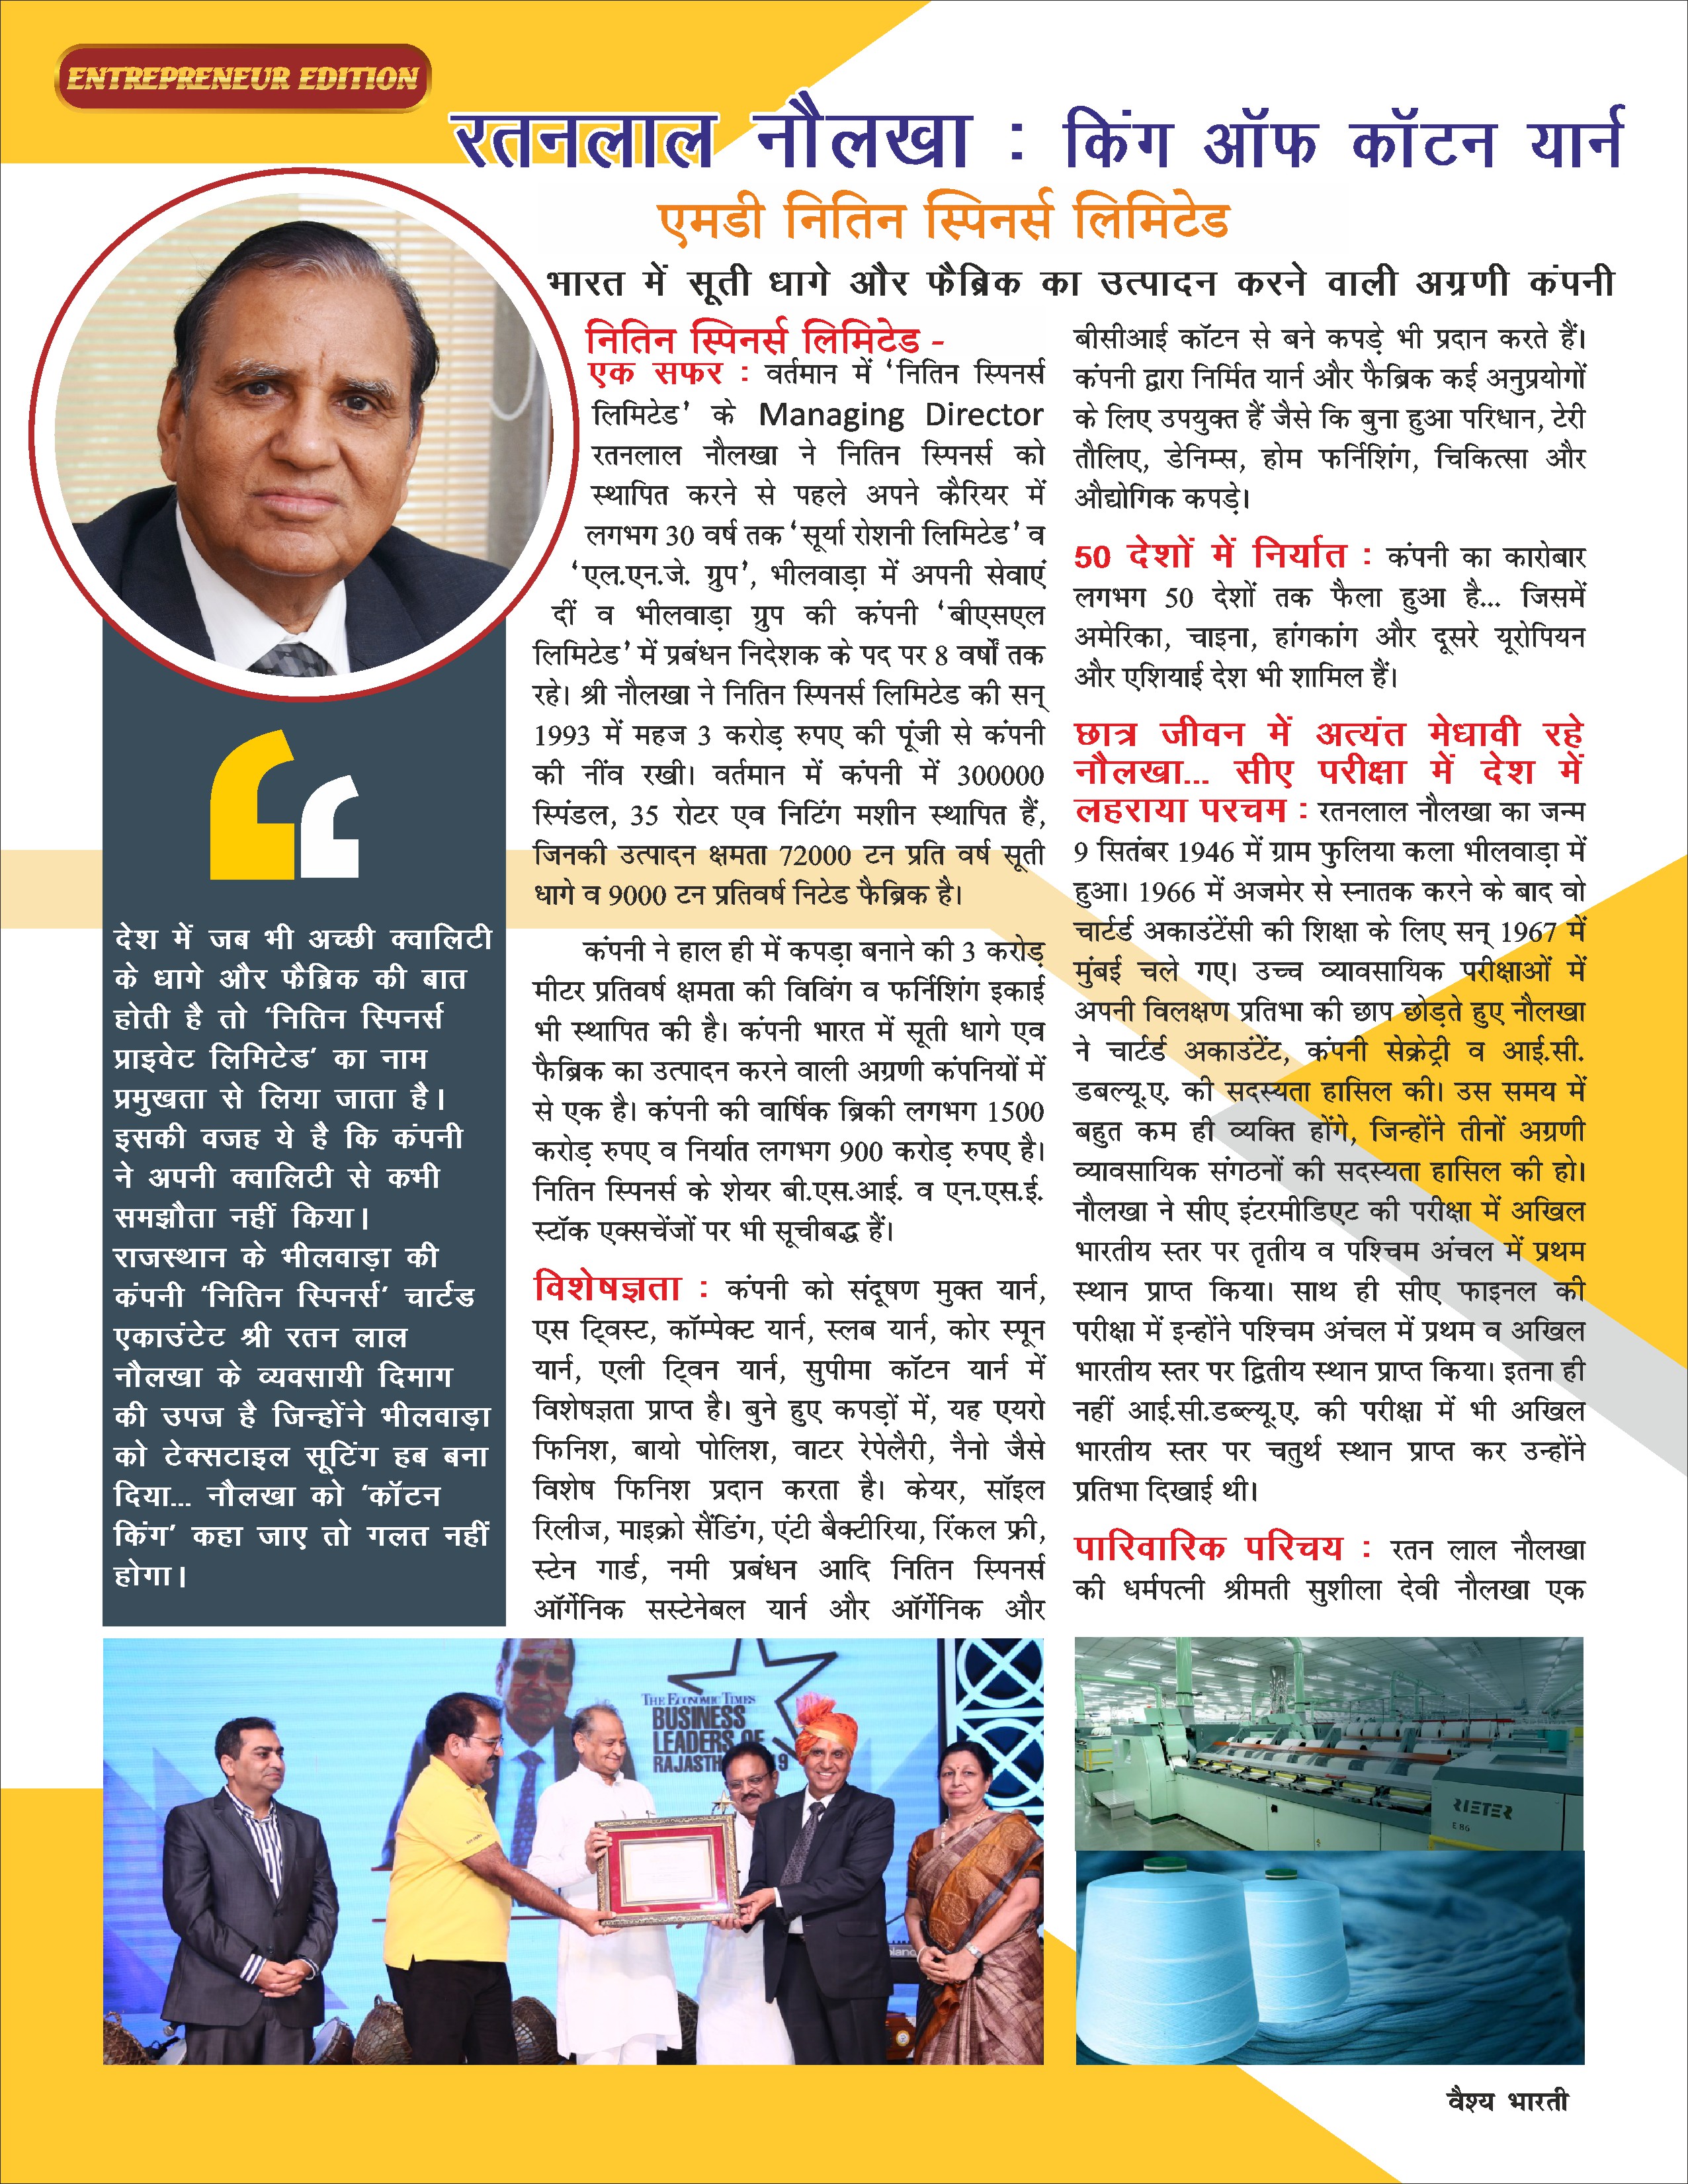 ENTREPRENEUR EDITION
रतनलाल नौलखा : किंग ऑफ कॉटन यार्न
एमडी नितिन स्पिनर्स लिमिटेड
भारत में सूती धागे और फैब्रिक का उत्पादन करने वाली अग्रणी कंपनी
देश में जब भी अच्छी क्वालिटी
के धागे और फैब्रिक की बात
होती है तो ‘नितिन स्पिनर्स
प्राइवेट लिमिटेड’ का नाम
प्रमुखता से लिया जाता है।
इसकी वजह ये है कि कंपनी
ने अपनी क्वालिटी से कभी
समझौता नहीं किया।
राजस्थान के भीलवाड़ा की
कंपनी ‘नितिन स्पिनर्स’ चार्टड
एकाउंटेट श्री रतन लाल
नौलखा के व्यवसायी दिमाग
की उपज है जिन्होंने भीलवाड़ा
को टेक्सटाइल सूटिंग हब बना
दिया... नौलखा को ‘कॉटन
किंग’ कहा जाए तो गलत नहीं
होगा।
नितिन स्पिनर्स लिमिटेड -
एक सफर : वर्तमान में ‘नितिन स्पिनर्स
लिमिटेड’ के Managing Director
रतनलाल नौलखा ने नितिन स्पिनर्स को
स्थापित करने से पहले अपने कैरियर में
लगभग 30 वर्ष तक ‘सूर्या रोशनी लिमिटेड’ व
‘एल.एन.जे. ग्रुप’, भीलवाड़ा में अपनी सेवाएं
दीं व भीलवाड़ा ग्रुप की कंपनी ‘बीएसएल
लिमिटेड’ में प्रबंधन निदेशक के पद पर 8 वर्षों तक
रहे। श्री नौलखा ने नितिन स्पिनर्स लिमिटेड की सन्
1993 में महज 3 करोड़ रुपए की पूंजी से कंपनी
की नींव रखी। वर्तमान में कंपनी में 300000
स्पिंडल, 35 रोटर एव निटिंग मशीन स्थापित हैं,
जिनकी उत्पादन क्षमता 72000 टन प्रति वर्ष सूती
धागे व 9000 टन प्रतिवर्ष निटेड फैब्रिक है।
कंपनी ने हाल ही में कपड़ा बनाने की 3 करोड़
मीटर प्रतिवर्ष क्षमता की विविंग व फर्निशिंग इकाई
भी स्थापित की है। कंपनी भारत में सूती धागे एव
फैब्रिक का उत्पादन करने वाली अग्रणी कंपनियों में
से एक है। कंपनी की वार्षिक ब्रिकी लगभग 1500
करोड़ रुपए व निर्यात लगभग 900 करोड़ रुपए है।
नितिन स्पिनर्स के शेयर बी.एस.आई. व एन.एस.ई.
स्टॉक एक्सचेंजों पर भी सूचीबद्ध हैं।
विशेषज्ञता : कंपनी को संदूषण मुक्त यार्न,
एस ट्विस्ट, कॉम्पेक्ट यार्न, स्लब यार्न, कोर स्पून
यार्न, एली ट्विन यार्न, सुपीमा कॉटन यार्न में
विशेषज्ञता प्राप्त है। बुने हुए कपड़ों में, यह एयरो
फिनिश, बायो पोलिश, वाटर रेपेलैरी, नैनो जैसे
विशेष फिनिश प्रदान करता है। केयर, सॉइल
रिलीज, माइक्रो सैंडिंग, एंटी बैक्टीरिया, रिंकल फ्री,
स्टेन गार्ड, नमी प्रबंधन आदि नितिन स्पिनर्स
ऑर्गेनिक सस्टेनेबल यार्न और ऑर्गेनिक और
बीसीआई कॉटन से बने कपड़े भी प्रदान करते हैं।
कंपनी द्वारा निर्मित यार्न और फैब्रिक कई अनुप्रयोगों
के लिए उपयुक्त हैं जैसे कि बुना हुआ परिधान, टेरी
तौलिए, डेनिम्स, होम फर्निशिंग, चिकित्सा और
औद्योगिक कपड़े।
50 देशों में निर्यात : कंपनी का कारोबार
लगभग 50 देशों तक फैला हुआ है... जिसमें
अमेरिका, चाइना, हांगकांग और दूसरे यूरोपियन
और एशियाई देश भी शामिल हैं।
छात्र जीवन में अत्यंत मेधावी रहे
नौलखा... सीए परीक्षा में देश में
लहराया परचम : रतनलाल नौलखा का जन्म
9 सितंबर 1946 में ग्राम फुलिया कला भीलवाड़ा में
हुआ। 1966 में अजमेर से स्नातक करने के बाद वो
चार्टर्ड अकाउंटेंसी की शिक्षा के लिए सन् 1967 में
मुंबई चले गए। उच्च व्यावसायिक परीक्षाओं में
अपनी विलक्षण प्रतिभा की छाप छोड़ते हुए नौलखा
ने चार्टर्ड अकाउंटेंट, कंपनी सेक्रेट्री व आई.सी.
डबल्यू.ए. की सदस्यता हासिल की। उस समय में
बहुत कम ही व्यक्ति होंगे, जिन्होंने तीनों अग्रणी
व्यावसायिक संगठनों की सदस्यता हासिल की हो।
नौलखा ने सीए इंटरमीडिएट की परीक्षा में अखिल
भारतीय स्तर पर तृतीय व पश्चिम अंचल में प्रथम
स्थान प्राप्त किया। साथ ही सीए फाइनल की
परीक्षा में इन्होंने पश्चिम अंचल में प्रथम व अखिल
भारतीय स्तर पर द्वितीय स्थान प्राप्त किया। इतना ही
नहीं आई.सी.डब्ल्यू.ए. की परीक्षा में भी अखिल
भारतीय स्तर पर चतुर्थ स्थान प्राप्त कर उन्होंने
प्रतिभा दिखाई थी।
पारिवारिक परिचय : रतन लाल नौलखा
की धर्मपत्नी श्रीमती सुशीला देवी नौलखा एक
THE ECONOMIC TIMES
BUSINESS
LEADERS OF
RAJASTH 9
RIETER
E 86
वैश्य भारती